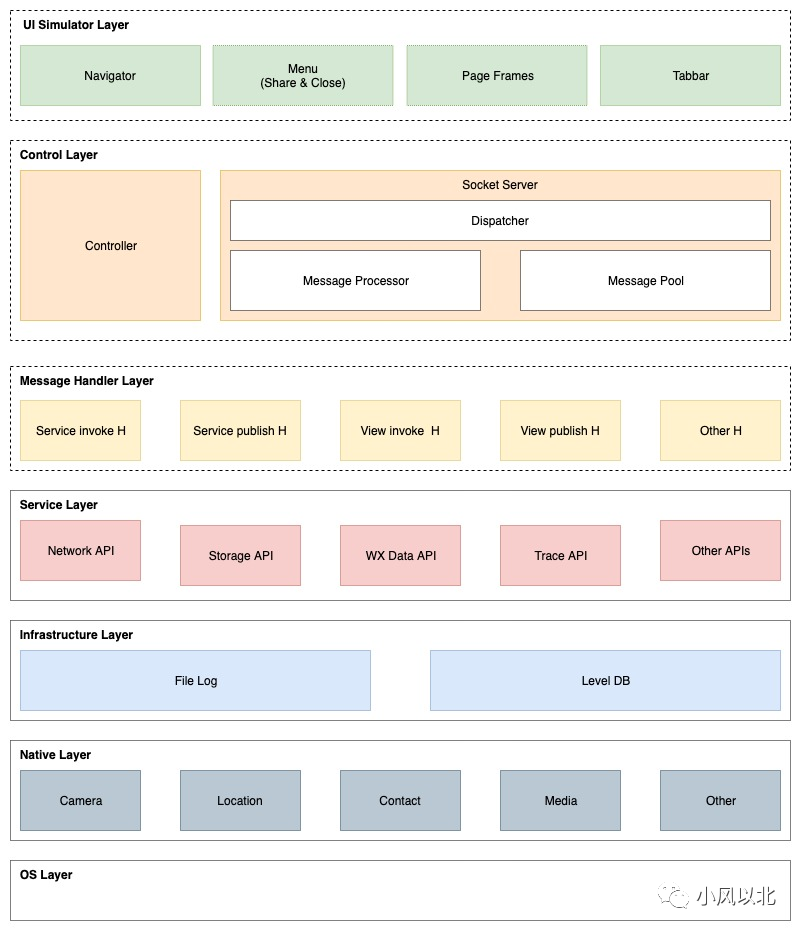 UI Simulator Layer
Navigator
Menu
(Share & Close)
Page Frames
Tabbar
Control Layer
Controller
Socket Server
Dispatcher
Message Processor
Message Pool
Message Handler Layer
Service invoke H
Service publish H
View invoke  H
View publish H
Other H
Service Layer
Network API
Storage API
WX Data API
Trace API
Other APIs
Infrastructure Layer
File Log
Level DB
Native Layer
Camera
Location
Contact
Media
Other
OS Layer
小风以北